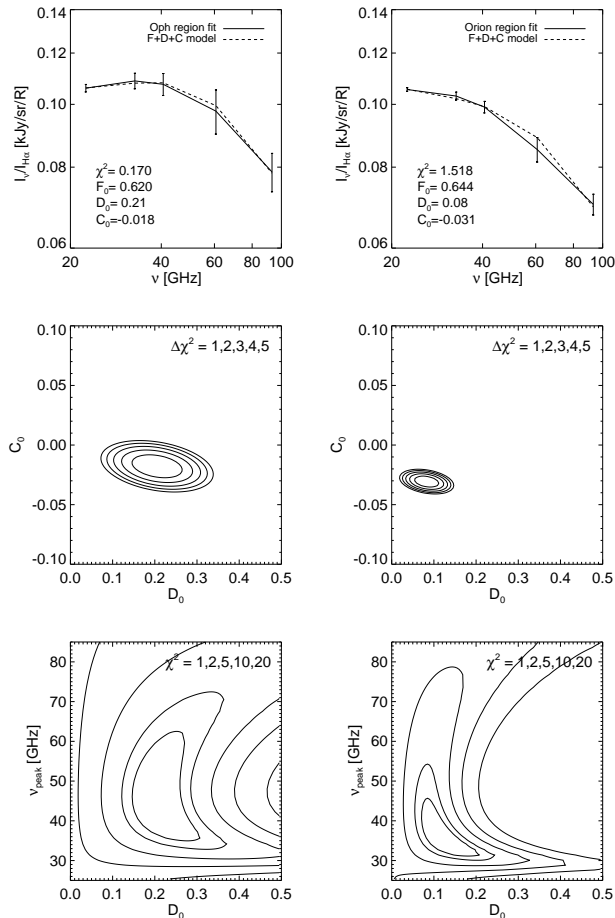 0.14
0.10
0.08
0.06
20
40
60
80
100
ν [GHz]
I_ν/I_Hα [kJy/sr/R]
Oph region fit
F+D+C model
χ² = 0.170
F₀= 0.620
D₀= 0.21
C₀=-0.018
0.14
0.10
0.08
0.06
20
40
60
80
100
ν [GHz]
I_ν/I_Hα [kJy/sr/R]
Orion region fit
F+D+C model
χ² = 1.518
F₀= 0.644
D₀= 0.08
C₀=-0.031
0.10
0.05
0.00
-0.05
-0.10
0.0
0.1
0.2
0.3
0.4
0.5
D₀
C₀
Δχ² = 1,2,3,4,5
0.10
0.05
0.00
-0.05
-0.10
0.0
0.1
0.2
0.3
0.4
0.5
D₀
C₀
Δχ² = 1,2,3,4,5
80
70
60
50
40
30
0.0
0.1
0.2
0.3
0.4
0.5
D₀
ν_peak
[GHz]
χ² = 1,2,5,10,20
80
70
60
50
40
30
0.0
0.1
0.2
0.3
0.4
0.5
D₀
ν_peak
[GHz]
χ² = 1,2,5,10,20